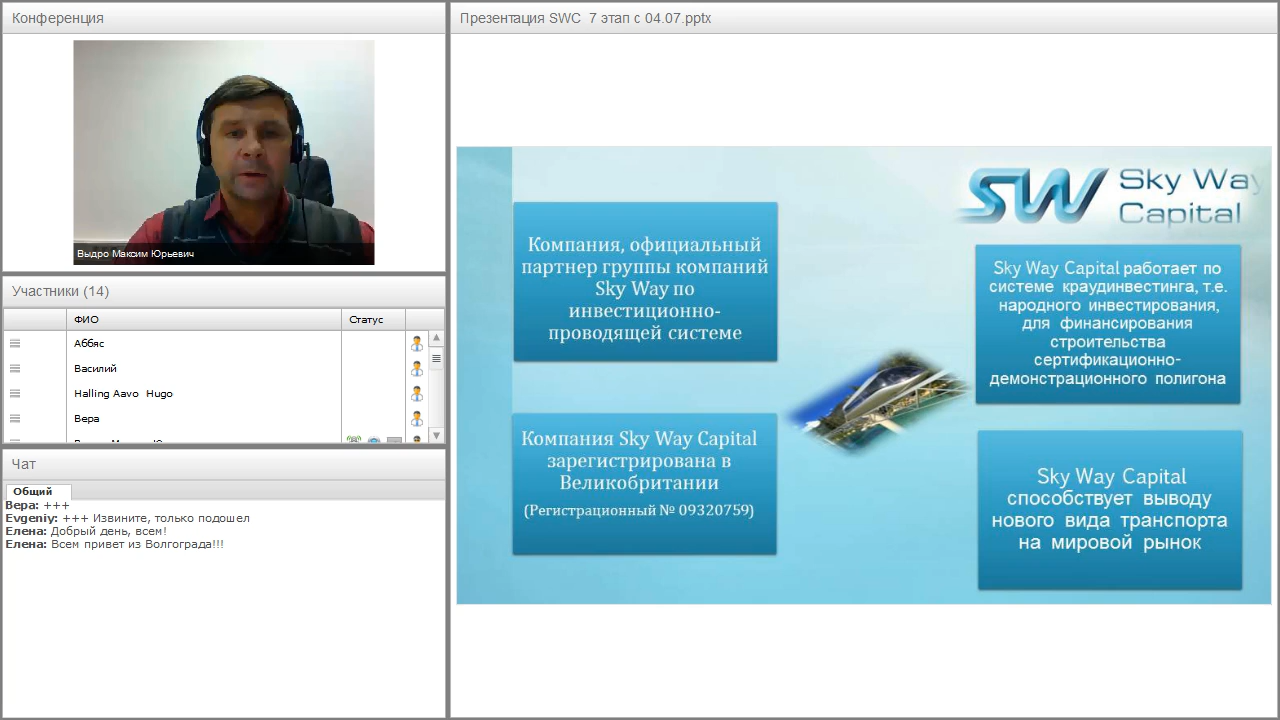 Конференция
Выдро Максим Юрьевич
Участники (14)
ФИО
Статус
Аббяс
Василий
Halling Aavo Hugo
Вера
Чат
Общий
Вера: +++
Evgeniy: +++ Извините, только подошел
Елена: Добрый день, всем!
Елена: Всем привет из Волгограда!!!
Презентация SWC 7 этап с 04.07.pptx
SW Sky Way
Capital
Компания, официальный
партнер группы компаний
Sky Way по
инвестиционно-
проводящей системе
Sky Way Capital работает по
системе краудинвестинга, т.е.
народного инвестирования,
для финансирования
строительства
сертификационно-
демонстрационного полигона
Компания Sky Way Capital
зарегистрирована в
Великобритании
(Регистрационный № 09320759)
Sky Way Capital
способствует выводу
нового вида транспорта
на мировой рынок